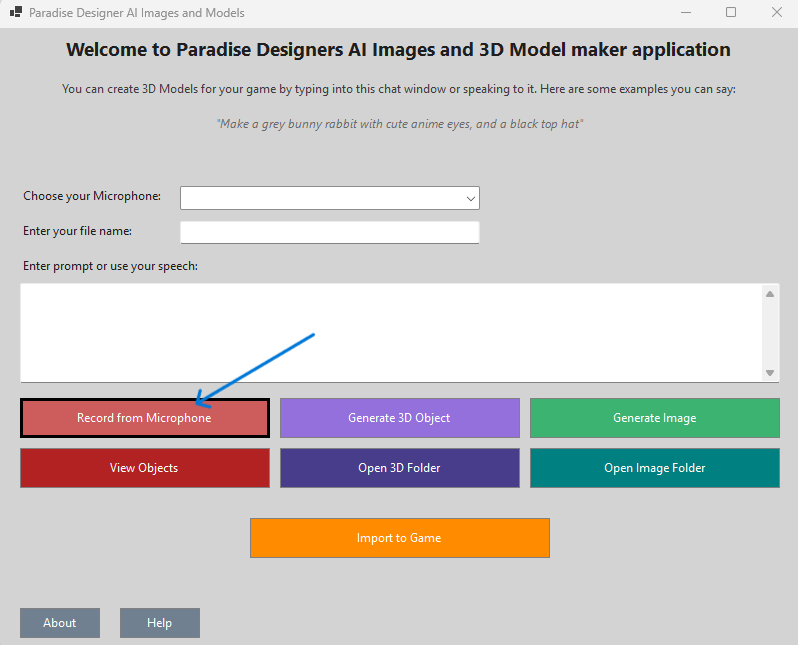 Paradise Designer AI Images and Models
Welcome to Paradise Designers AI Images and 3D Model maker application
You can create 3D Models for your game by typing into this chat window or speaking to it. Here are some examples you can say:
"Make a grey bunny rabbit with cute anime eyes, and a black top hat"
Choose your Microphone:
Enter your file name:
Enter prompt or use your speech:
Record from Microphone
Generate 3D Object
Generate Image
View Objects
Open 3D Folder
Open Image Folder
Import to Game
About
Help